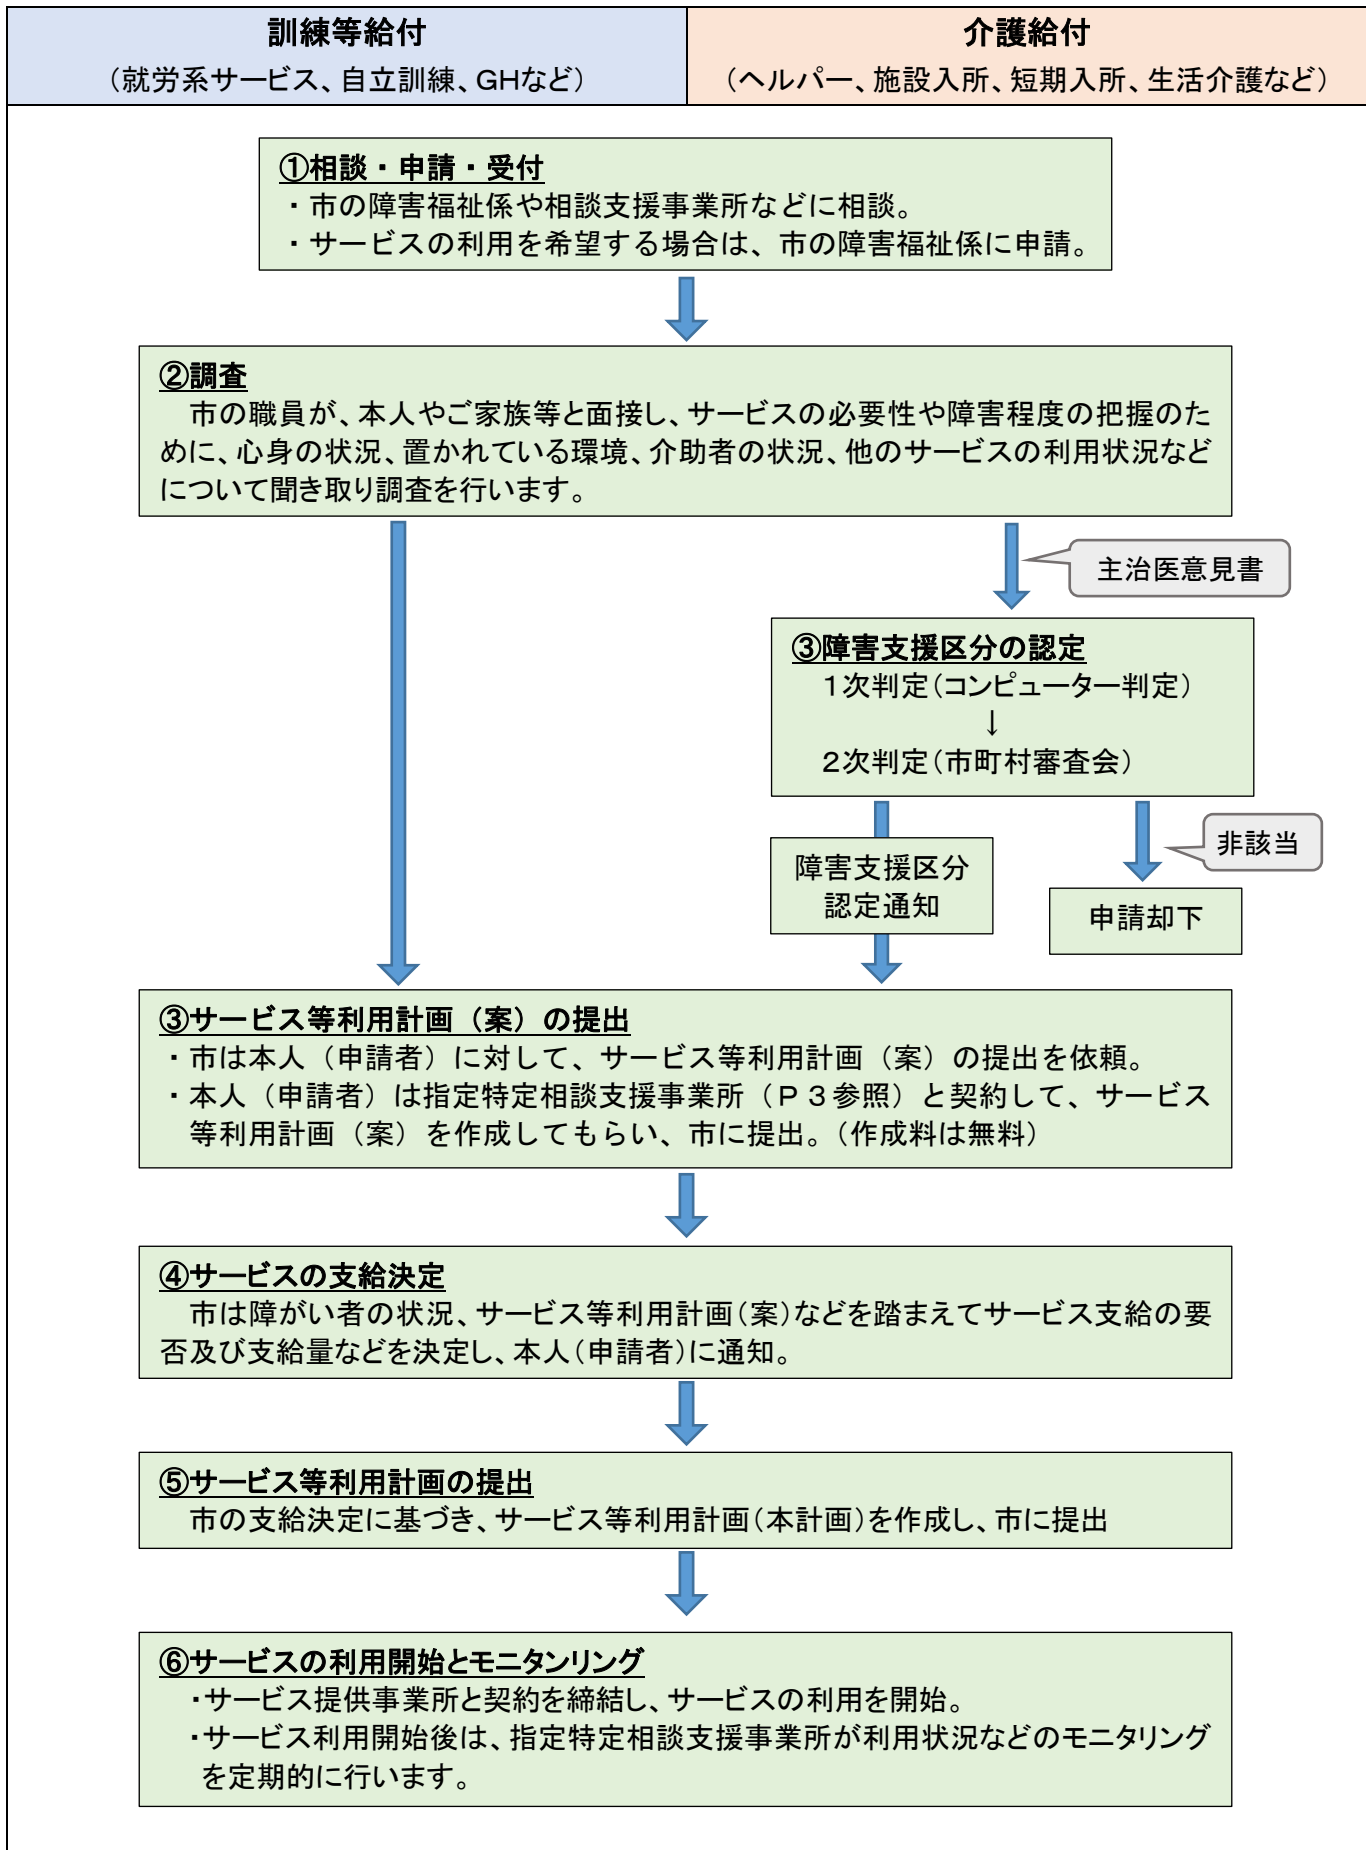 訓練等給付
（就労系サービス、自立訓練、GHなど）
介護給付
（ヘルパー、施設入所、短期入所、生活介護など）
①相談・申請・受付
・市の障害福祉係や相談支援事業所などに相談。
・サービスの利用を希望する場合は、市の障害福祉係に申請。
②調査
市の職員が、本人やご家族等と面接し、サービスの必要性や障害程度の把握のた
めに、心身の状況、置かれている環境、介助者の状況、他のサービスの利用状況など
について聞き取り調査を行います。
主治医意見書
③障害支援区分の認定
１次判定（コンピューター判定）
↓
２次判定（市町村審査会）
非該当
障害支援区分
認定通知
申請却下
③サービス等利用計画（案）の提出
・市は本人（申請者）に対して、サービス等利用計画（案）の提出を依頼。
・本人（申請者）は指定特定相談支援事業所（Ｐ３参照）と契約して、サービス
等利用計画（案）を作成してもらい、市に提出。（作成料は無料）
④サービスの支給決定
市は障がい者の状況、サービス等利用計画（案）などを踏まえてサービス支給の要
否及び支給量などを決定し、本人（申請者）に通知。
⑤サービス等利用計画の提出
市の支給決定に基づき、サービス等利用計画（本計画）を作成し、市に提出
⑥サービスの利用開始とモニタンリング
・サービス提供事業所と契約を締結し、サービスの利用を開始。
・サービス利用開始後は、指定特定相談支援事業所が利用状況などのモニタリング
を定期的に行います。